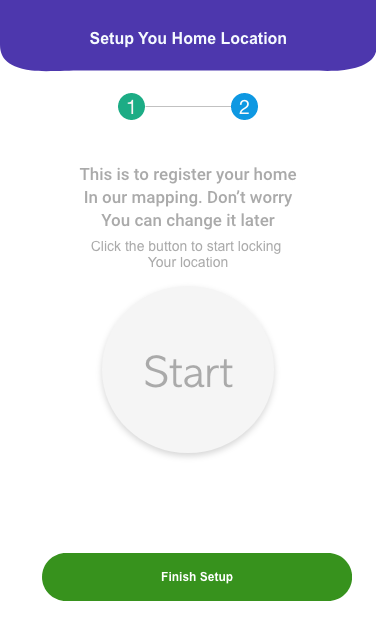 Setup You Home Location
1 2
This is to register your home
In our mapping. Don’t worry
You can change it later
Click the button to start locking
Your location
Start
Finish Setup